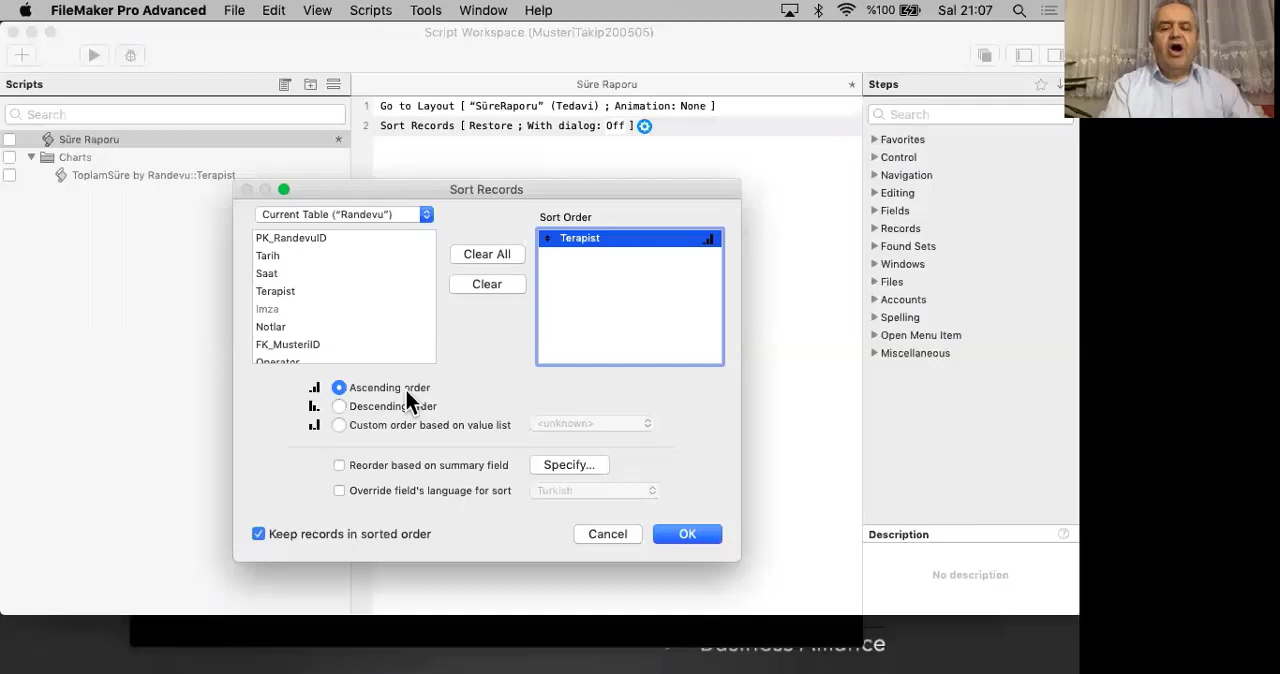 FileMaker Pro Advanced File Edit View Scripts Tools Window Help %100 Sal 21:07
Script Workspace (MusteriTakip200505)
Scripts
Süre Raporu
Steps
Search
Search
1 Go to Layout [ “SüreRaporu” (Tedavi) ; Animation: None ]
2 Sort Records [ Restore ; With dialog: Off ]
Süre Raporu
Charts
ToplamSüre by Randevu::Terapist
Favorites
Control
Navigation
Editing
Fields
Records
Found Sets
Windows
Files
Accounts
Spelling
Open Menu Item
Miscellaneous
Sort Records
Current Table (“Randevu”)
Sort Order
PK_RandevuID
Tarih
Saat
Terapist
Imza
Notlar
FK_MusteriID
Operator
Clear All
Clear
Terapist
Ascending order
Descending order
Custom order based on value list
<unknown>
Reorder based on summary field
Specify...
Override field's language for sort
Turkish
Keep records in sorted order
Cancel
OK
Description
No description
Business Alliance